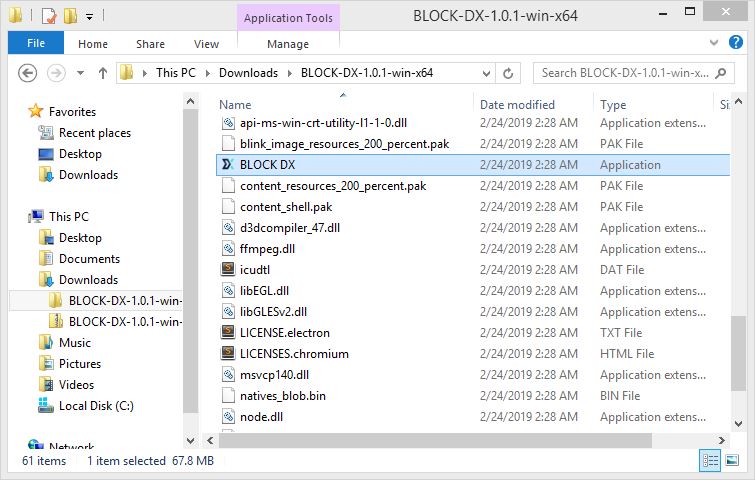 Application Tools
BLOCK-DX-1.0.1-win-x64
File Home Share View Manage
This PC Downloads BLOCK-DX-1.0.1-win-x64
Search BLOCK-DX-1.0.1-win-x...
Favorites
Recent places
Desktop
Downloads
This PC
Desktop
Documents
Downloads
BLOCK-DX-1.0.1-win-
BLOCK-DX-1.0.1-win-
Music
Pictures
Videos
Local Disk (C:)
Network
Name Date modified Type
api-ms-win-crt-utility-l1-1-0.dll 2/24/2019 2:28 AM Application extens...
blink_image_resources_200_percent.pak 2/24/2019 2:28 AM PAK File
BLOCK DX 2/24/2019 2:28 AM Application
content_resources_200_percent.pak 2/24/2019 2:28 AM PAK File
content_shell.pak 2/24/2019 2:28 AM PAK File
d3dcompiler_47.dll 2/24/2019 2:28 AM Application extens...
ffmpeg.dll 2/24/2019 2:28 AM Application extens...
icudtl 2/24/2019 2:28 AM DAT File
libEGL.dll 2/24/2019 2:28 AM Application extens...
libGLESv2.dll 2/24/2019 2:28 AM Application extens...
LICENSE.electron 2/24/2019 2:28 AM TXT File
LICENSES.chromium 2/24/2019 2:28 AM HTML File
msvcp140.dll 2/24/2019 2:28 AM Application extens...
natives_blob.bin 2/24/2019 2:28 AM BIN File
node.dll 2/24/2019 2:28 AM Application extens...
61 items 1 item selected 67.8 MB